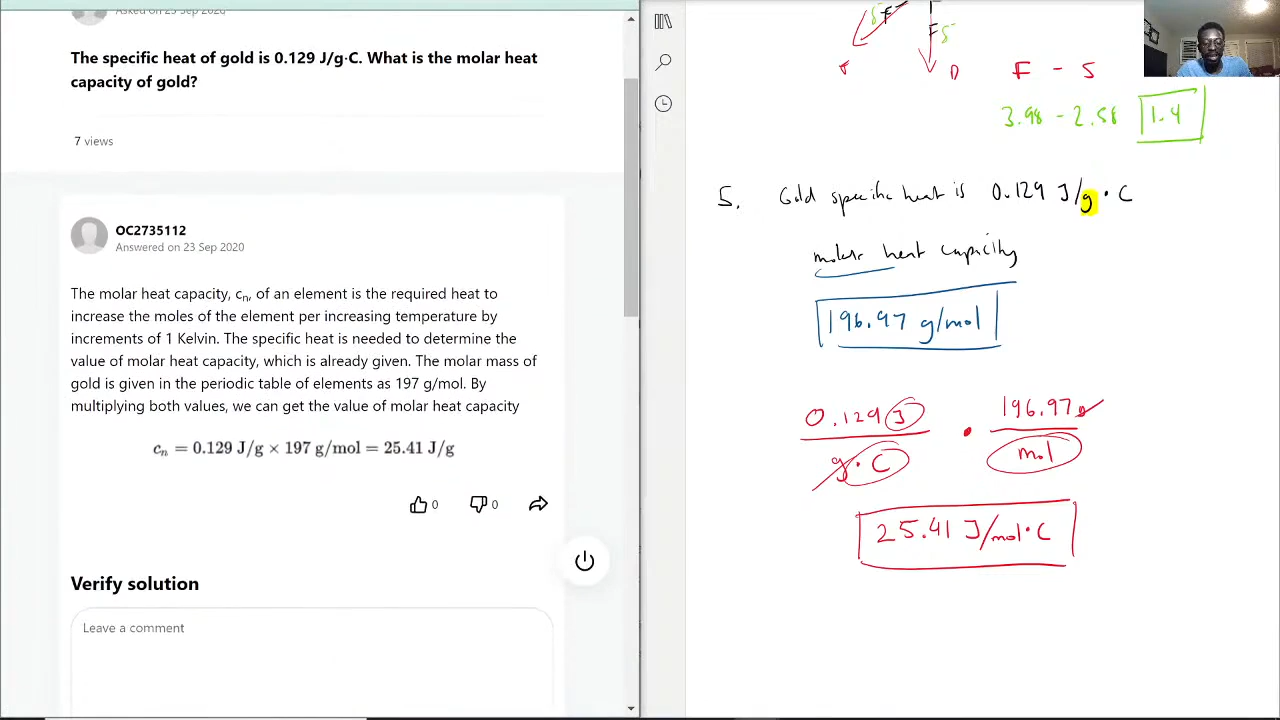 Asked on 23 Sep 2020
The specific heat of gold is 0.129 J/g·C. What is the molar heat
capacity of gold?
7 views
OC2735112
Answered on 23 Sep 2020
The molar heat capacity, cn, of an element is the required heat to
increase the moles of the element per increasing temperature by
increments of 1 Kelvin. The specific heat is needed to determine the
value of molar heat capacity, which is already given. The molar mass of
gold is given in the periodic table of elements as 197 g/mol. By
multiplying both values, we can get the value of molar heat capacity
cn = 0.129 J/g × 197 g/mol = 25.41 J/g
0
0
Verify solution
Leave a comment
F - S
3.98 - 2.58 1.4
5. Gold specific heat is 0.129 J/g · C
molar heat capacity
196.97 g/mol
0.129 J 196.97 g
g · C · mol
25.41 J/mol·C